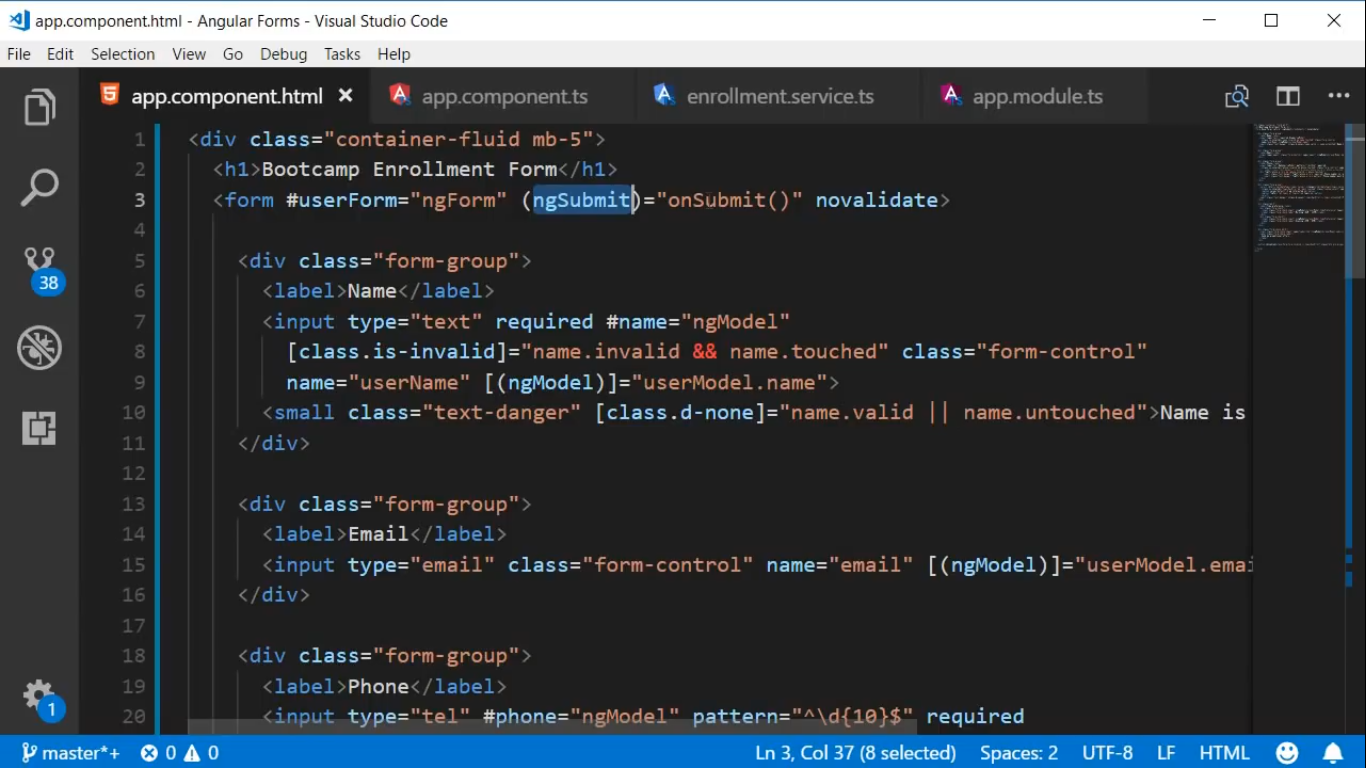 app.component.html - Angular Forms - Visual Studio Code
File Edit Selection View Go Debug Tasks Help
app.component.html app.component.ts enrollment.service.ts app.module.ts
1 <div class="container-fluid mb-5">
2 <h1>Bootcamp Enrollment Form</h1>
3 <form #userForm="ngForm" (ngSubmit)="onSubmit()" novalidate>
4
5 <div class="form-group">
6 <label>Name</label>
7 <input type="text" required #name="ngModel"
8 [class.is-invalid]="name.invalid && name.touched" class="form-control"
9 name="userName" [(ngModel)]="userModel.name">
10 <small class="text-danger" [class.d-none]="name.valid || name.untouched">Name is
11 </div>
12
13 <div class="form-group">
14 <label>Email</label>
15 <input type="email" class="form-control" name="email" [(ngModel)]="userModel.emai
16 </div>
17
18 <div class="form-group">
19 <label>Phone</label>
20 <input type="tel" #phone="ngModel" pattern="^\d{10}$" required
38
1
master*+ 0 0 Ln 3, Col 37 (8 selected) Spaces: 2 UTF-8 LF HTML